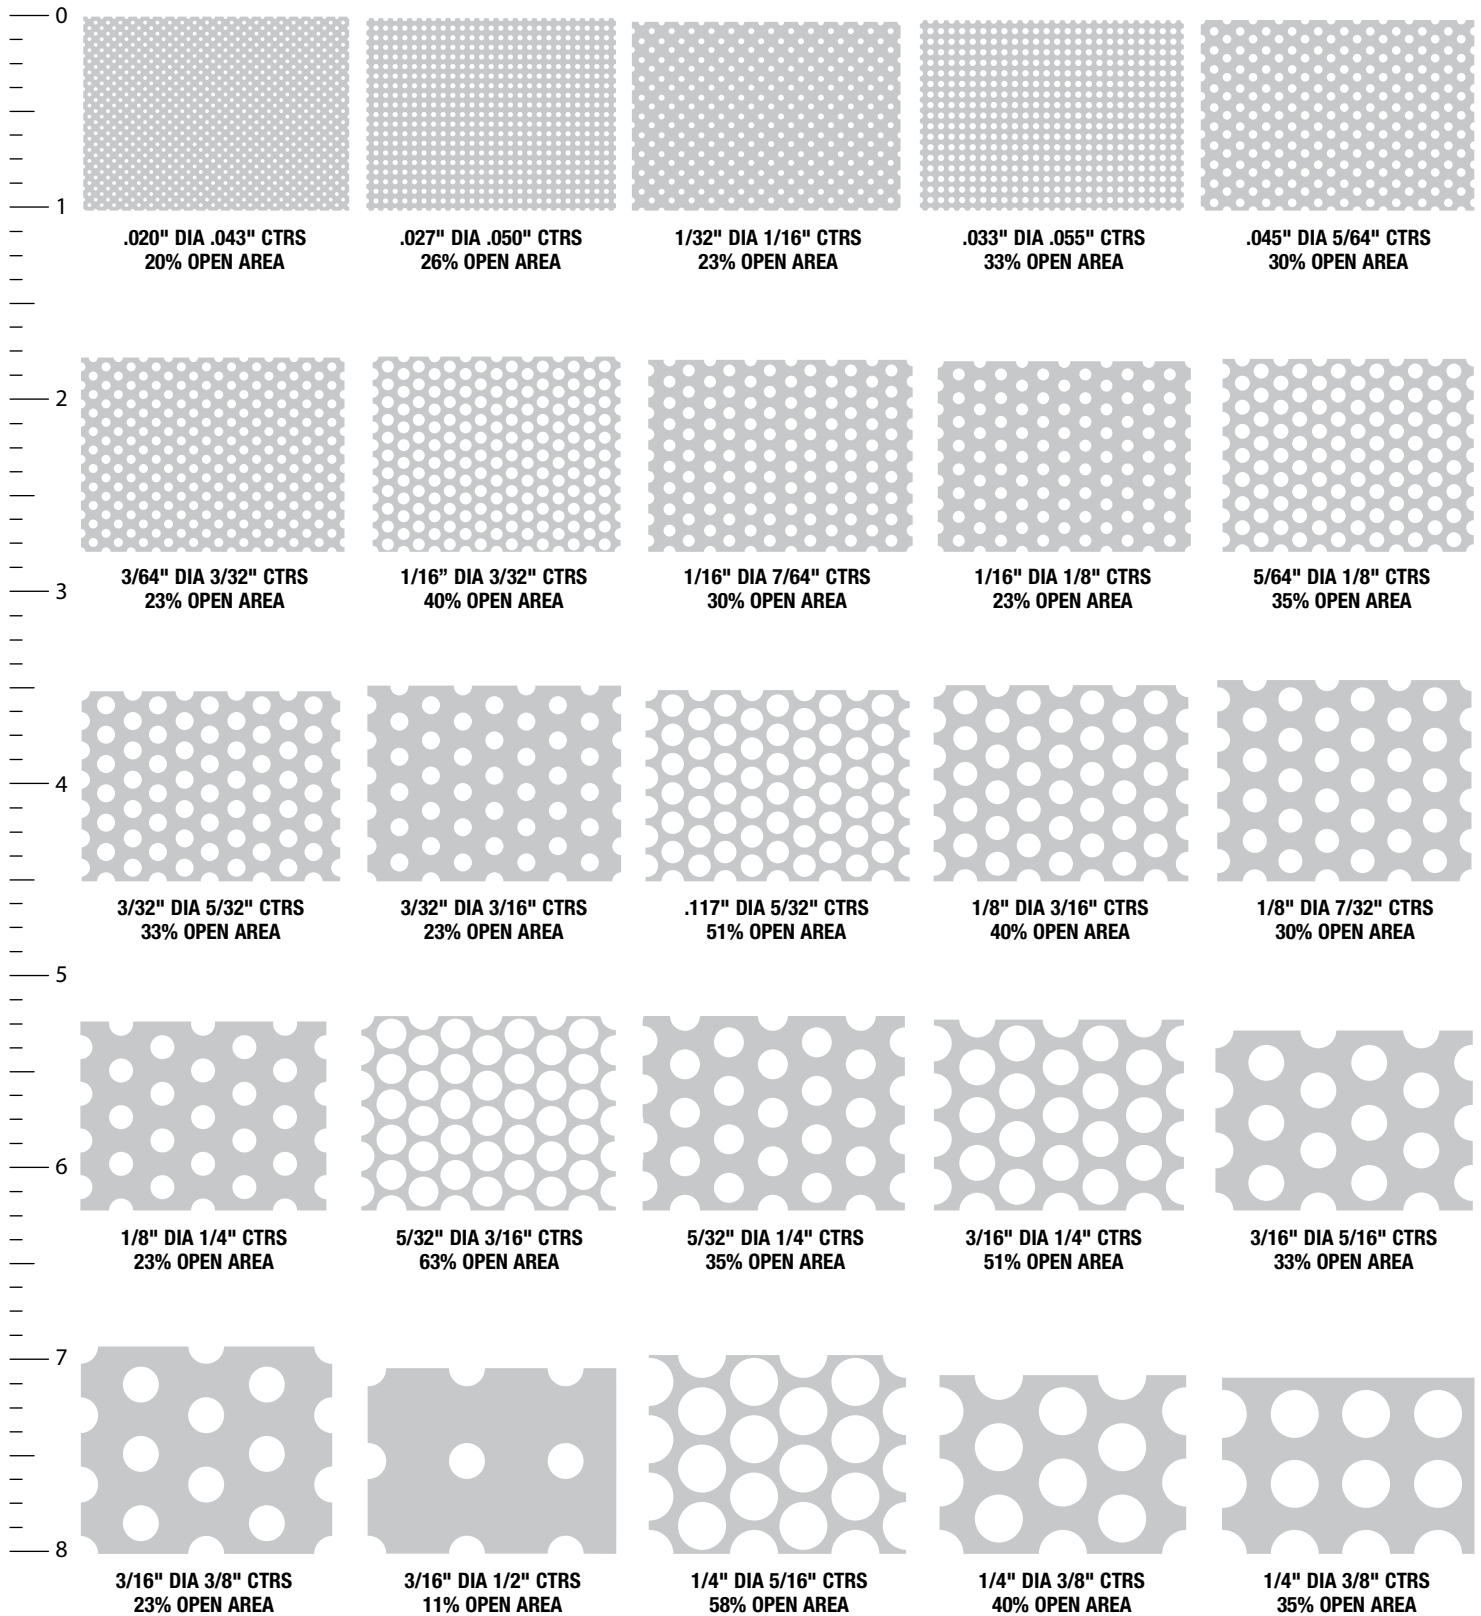 0
1
.020" DIA .043" CTRS
20% OPEN AREA
.027" DIA .050" CTRS
26% OPEN AREA
1/32" DIA 1/16" CTRS
23% OPEN AREA
.033" DIA .055" CTRS
33% OPEN AREA
.045" DIA 5/64" CTRS
30% OPEN AREA
2
3
3/64" DIA 3/32" CTRS
23% OPEN AREA
1/16” DIA 3/32" CTRS
40% OPEN AREA
1/16" DIA 7/64" CTRS
30% OPEN AREA
1/16" DIA 1/8" CTRS
23% OPEN AREA
5/64" DIA 1/8" CTRS
35% OPEN AREA
4
3/32" DIA 5/32" CTRS
33% OPEN AREA
3/32" DIA 3/16" CTRS
23% OPEN AREA
.117" DIA 5/32" CTRS
51% OPEN AREA
1/8" DIA 3/16" CTRS
40% OPEN AREA
1/8" DIA 7/32" CTRS
30% OPEN AREA
5
6
1/8" DIA 1/4" CTRS
23% OPEN AREA
5/32" DIA 3/16" CTRS
63% OPEN AREA
5/32" DIA 1/4" CTRS
35% OPEN AREA
3/16" DIA 1/4" CTRS
51% OPEN AREA
3/16" DIA 5/16" CTRS
33% OPEN AREA
7
8
3/16" DIA 3/8" CTRS
23% OPEN AREA
3/16" DIA 1/2" CTRS
11% OPEN AREA
1/4" DIA 5/16" CTRS
58% OPEN AREA
1/4" DIA 3/8" CTRS
40% OPEN AREA
1/4" DIA 3/8" CTRS
35% OPEN AREA